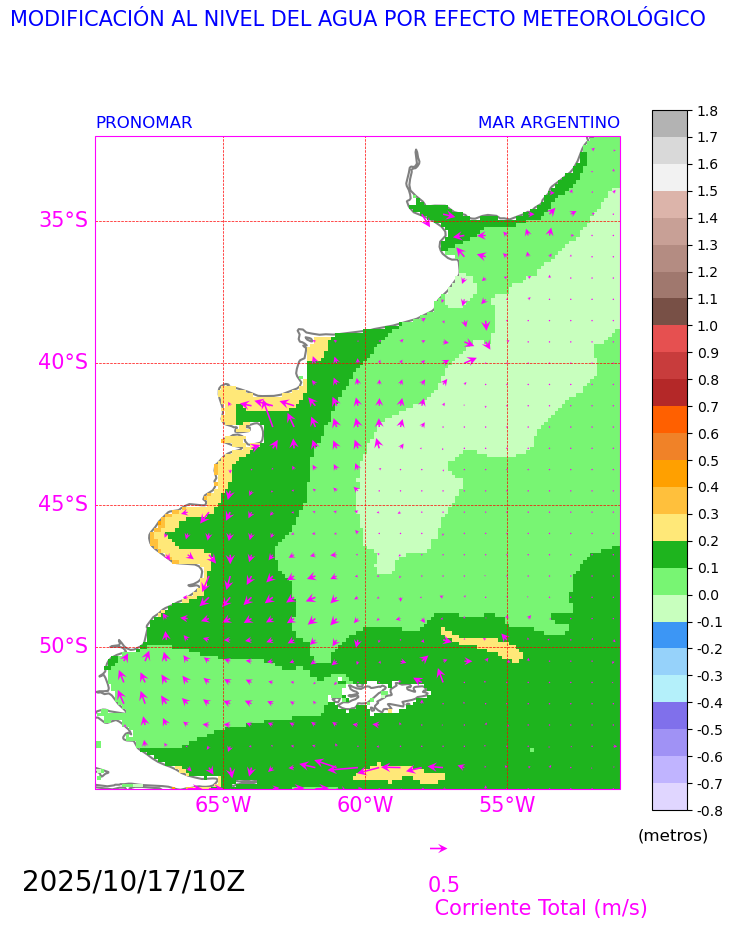 MODIFICACIÓN AL NIVEL DEL AGUA POR EFECTO METEOROLÓGICO
PRONOMAR MAR ARGENTINO
35°S
40°S
45°S
50°S
65°W 60°W 55°W
1.8
1.7
1.6
1.5
1.4
1.3
1.2
1.1
1.0
0.9
0.8
0.7
0.6
0.5
0.4
0.3
0.2
0.1
0.0
-0.1
-0.2
-0.3
-0.4
-0.5
-0.6
-0.7
-0.8
(metros)
2025/10/17/10Z
0.5
Corriente Total (m/s)